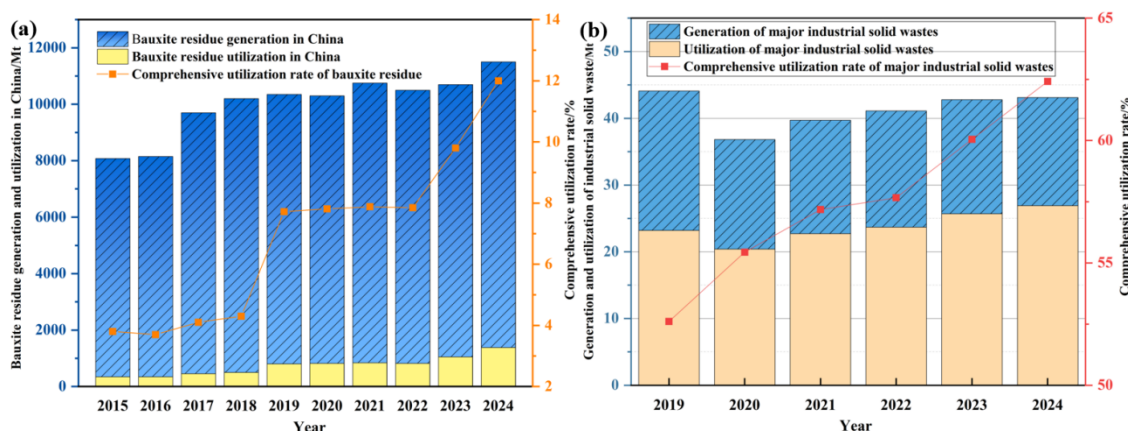 (a)
Bauxite residue generation in China
Bauxite residue utilization in China
Comprehensive utilization rate of bauxite residue
Bauxite residue generation and utilization in China/Mt
12000
10000
8000
6000
4000
2000
0
14
12
10
8
6
4
2
Comprehensive utilization rate/%
2015 2016 2017 2018 2019 2020 2021 2022 2023 2024
Year
(b)
Generation of major industrial solid wastes
Utilization of major industrial solid wastes
Comprehensive utilization rate of major industrial solid wastes
Generation and utilization of industrial solid waste/Mt
50
40
30
20
10
0
65
60
55
50
Comprehensive utilization rate/%
2019 2020 2021 2022 2023 2024
Year